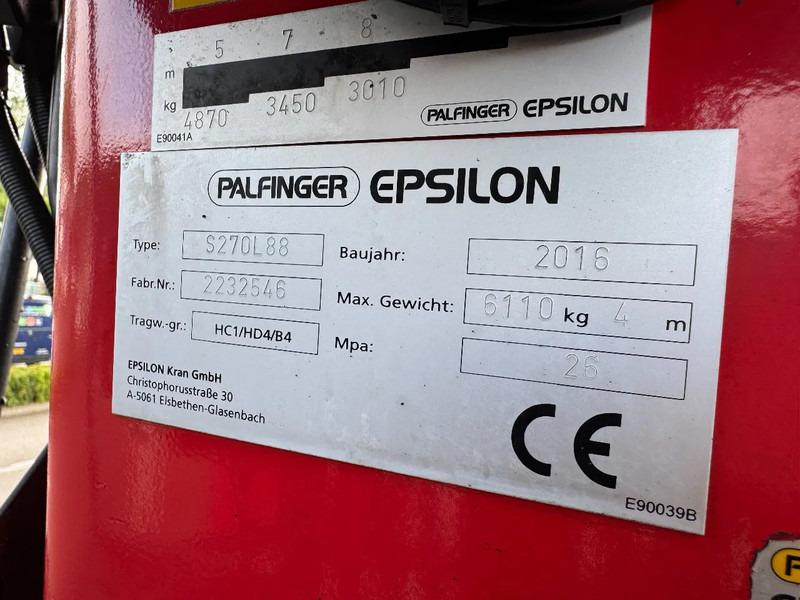 m 5 7 8
kg 4870 3450 3010
E90041A PALFINGER EPSILON
PALFINGER EPSILON
Type: S270L88 Baujahr: 2016
Fabr.Nr.: 2232546 Max. Gewicht: 6110 kg 4 m
Tragw.-gr.: HC1/HD4/B4 Mpa: 26
EPSILON Kran GmbH
Christophorusstraße 30
A-5061 Elsbethen-Glasenbach
CE
E90039B